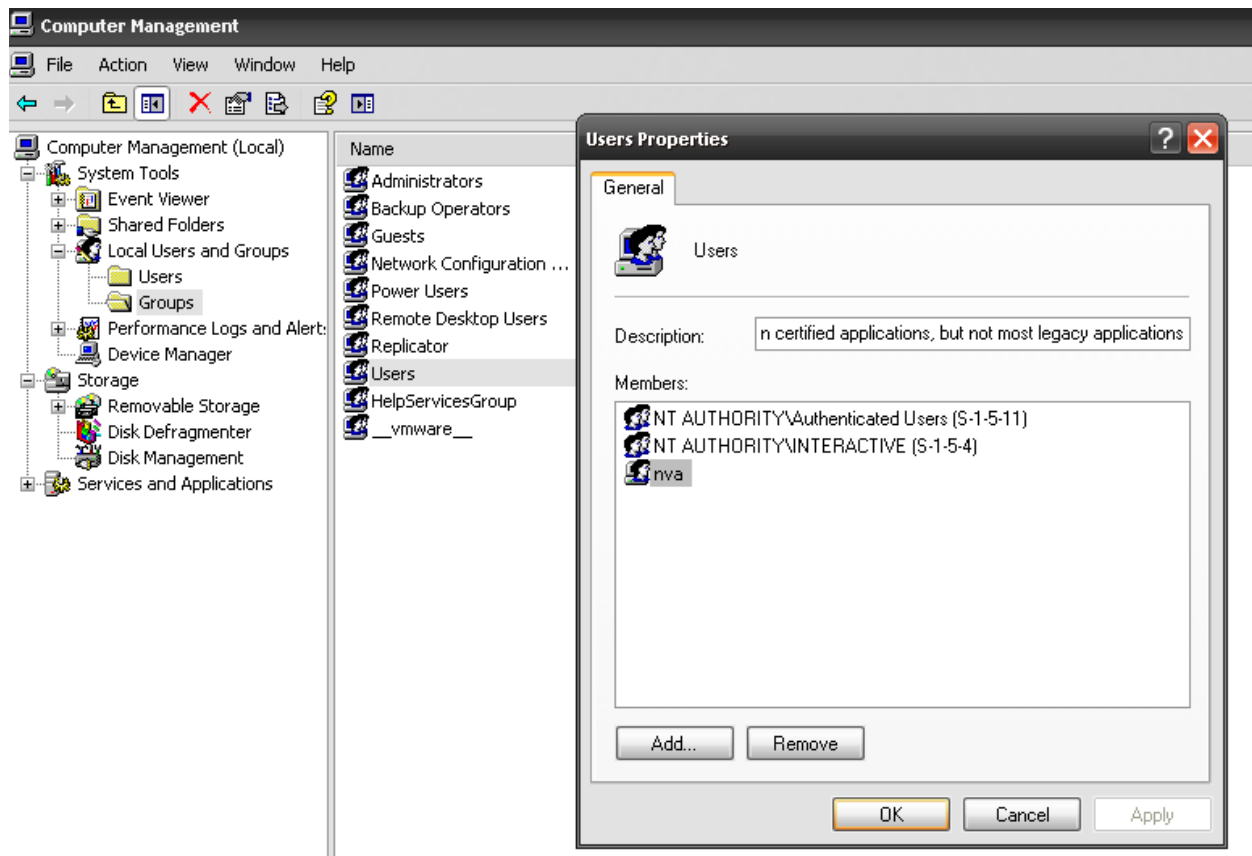 Computer Management
File Action View Window Help
Computer Management (Local)
System Tools
Event Viewer
Shared Folders
Local Users and Groups
Users
Groups
Performance Logs and Alert:
Device Manager
Storage
Removable Storage
Disk Defragmenter
Disk Management
Services and Applications
Name
Administrators
Backup Operators
Guests
Network Configuration ...
Power Users
Remote Desktop Users
Replicator
Users
HelpServicesGroup
__vmware__
Users Properties
General
Users
Description: n certified applications, but not most legacy applications
Members:
NT AUTHORITY\Authenticated Users (S-1-5-11)
NT AUTHORITY\INTERACTIVE (S-1-5-4)
nva
Add... Remove
OK Cancel Apply